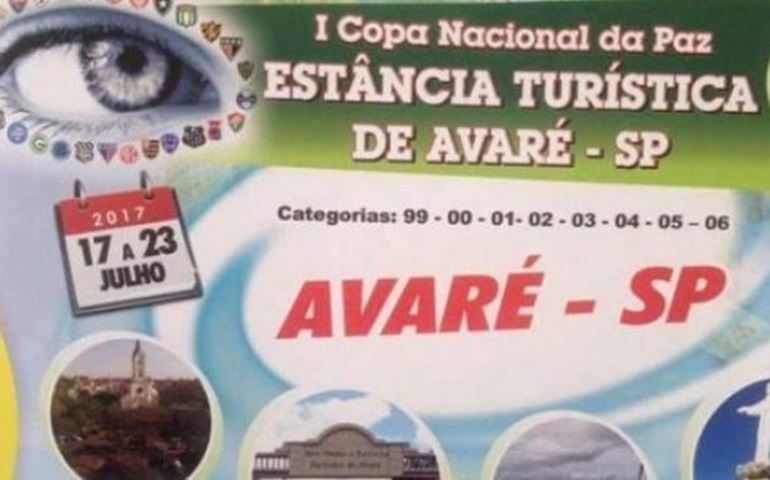 I Copa Nacional da Paz
ESTÂNCIA TURÍSTICA
DE AVARÉ - SP
2017
17 A 23
JULHO
Categorias: 99 - 00 - 01- 02 - 03 - 04 - 05 – 06
AVARÉ - SP